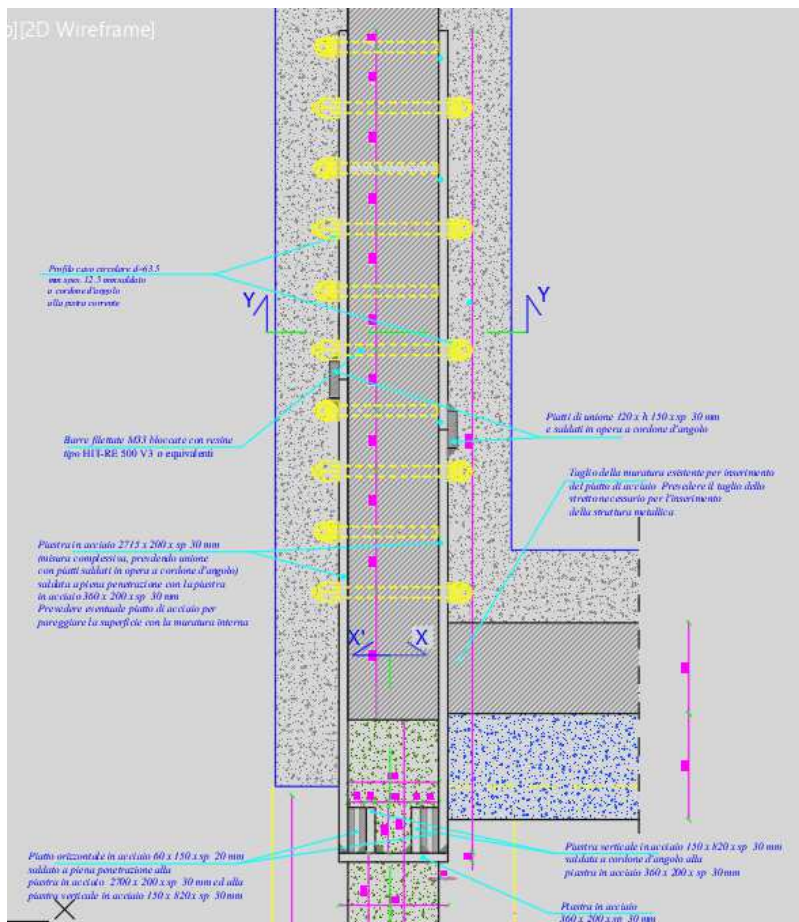 ][2D Wireframe]
Profilo cavo circolare d=63.5
mm spes. 12.5 mm saldato
a cordone d'angolo
alla piatra corrente
Y
Y
Barre filettate M33 bloccate con resine
tipo HIT-RE 500 V3 o equivalenti
Piatti di unione 120 x h 150 x sp 30 mm
e saldati in opera a cordone d'angolo
Taglio della muratura esistente per inserimento
del piatto di acciaio Prevedere il taglio dello
stretto necessario per l'inserimento
della struttura metallica.
Piastra in acciaio 2715 x 200 x sp 30 mm
(misura complessiva, prevdendo unione
con piatti saldati in opera a cordone d'angolo)
saldata a piena penetrazione con la piastra
in acciaio 360 x 200 x sp 30 mm
Prevedere eventuale piatto di acciaio per
pareggiare la superficie con la muratura interna
X'
X
Piatto orizzontale in acciaio 60 x 150 x sp 20 mm
saldato a piena penetrazione alla
piastra in acciaio 2700 x 200 x sp 30 mm ed alla
piastra verticale in acciaio 150 x 820 x sp 30 mm
Piastra verticale in acciaio 150 x 820 x sp 30 mm
saldata a cordone d'angolo alla
piastra in acciaio 360 x 200 x sp 30mm
Piastra in acciaio
360 x 200 x sp 30mm
X